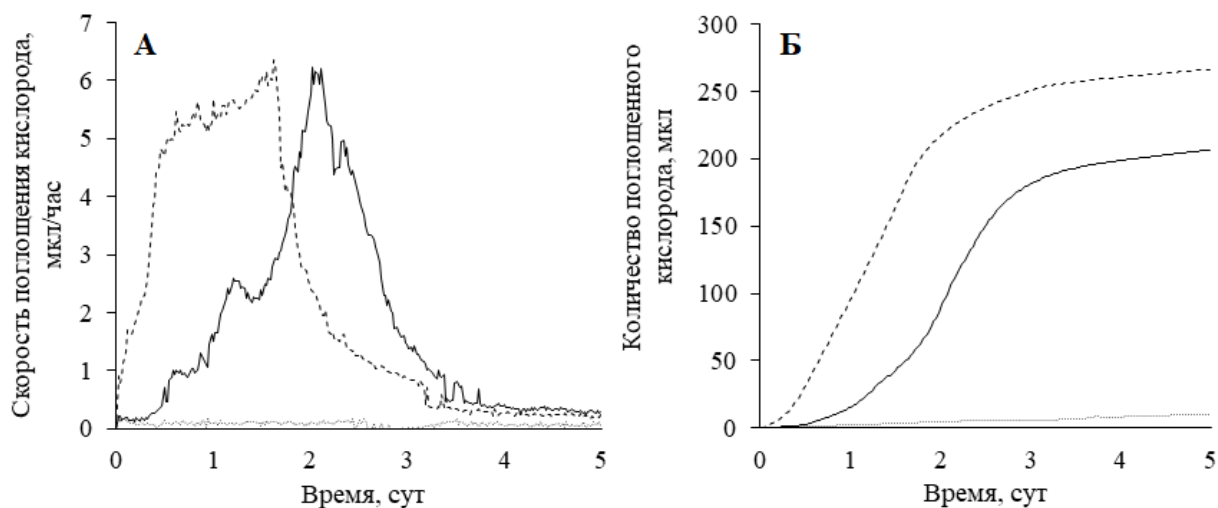 А
Скорость поглощения кислорода,
мкл/час
7
6
5
4
3
2
1
0
0 1 2 3 4 5
Время, сут
Б
Количество поглощенного
кислорода, мкл
300
250
200
150
100
50
0
0 1 2 3 4 5
Время, сут